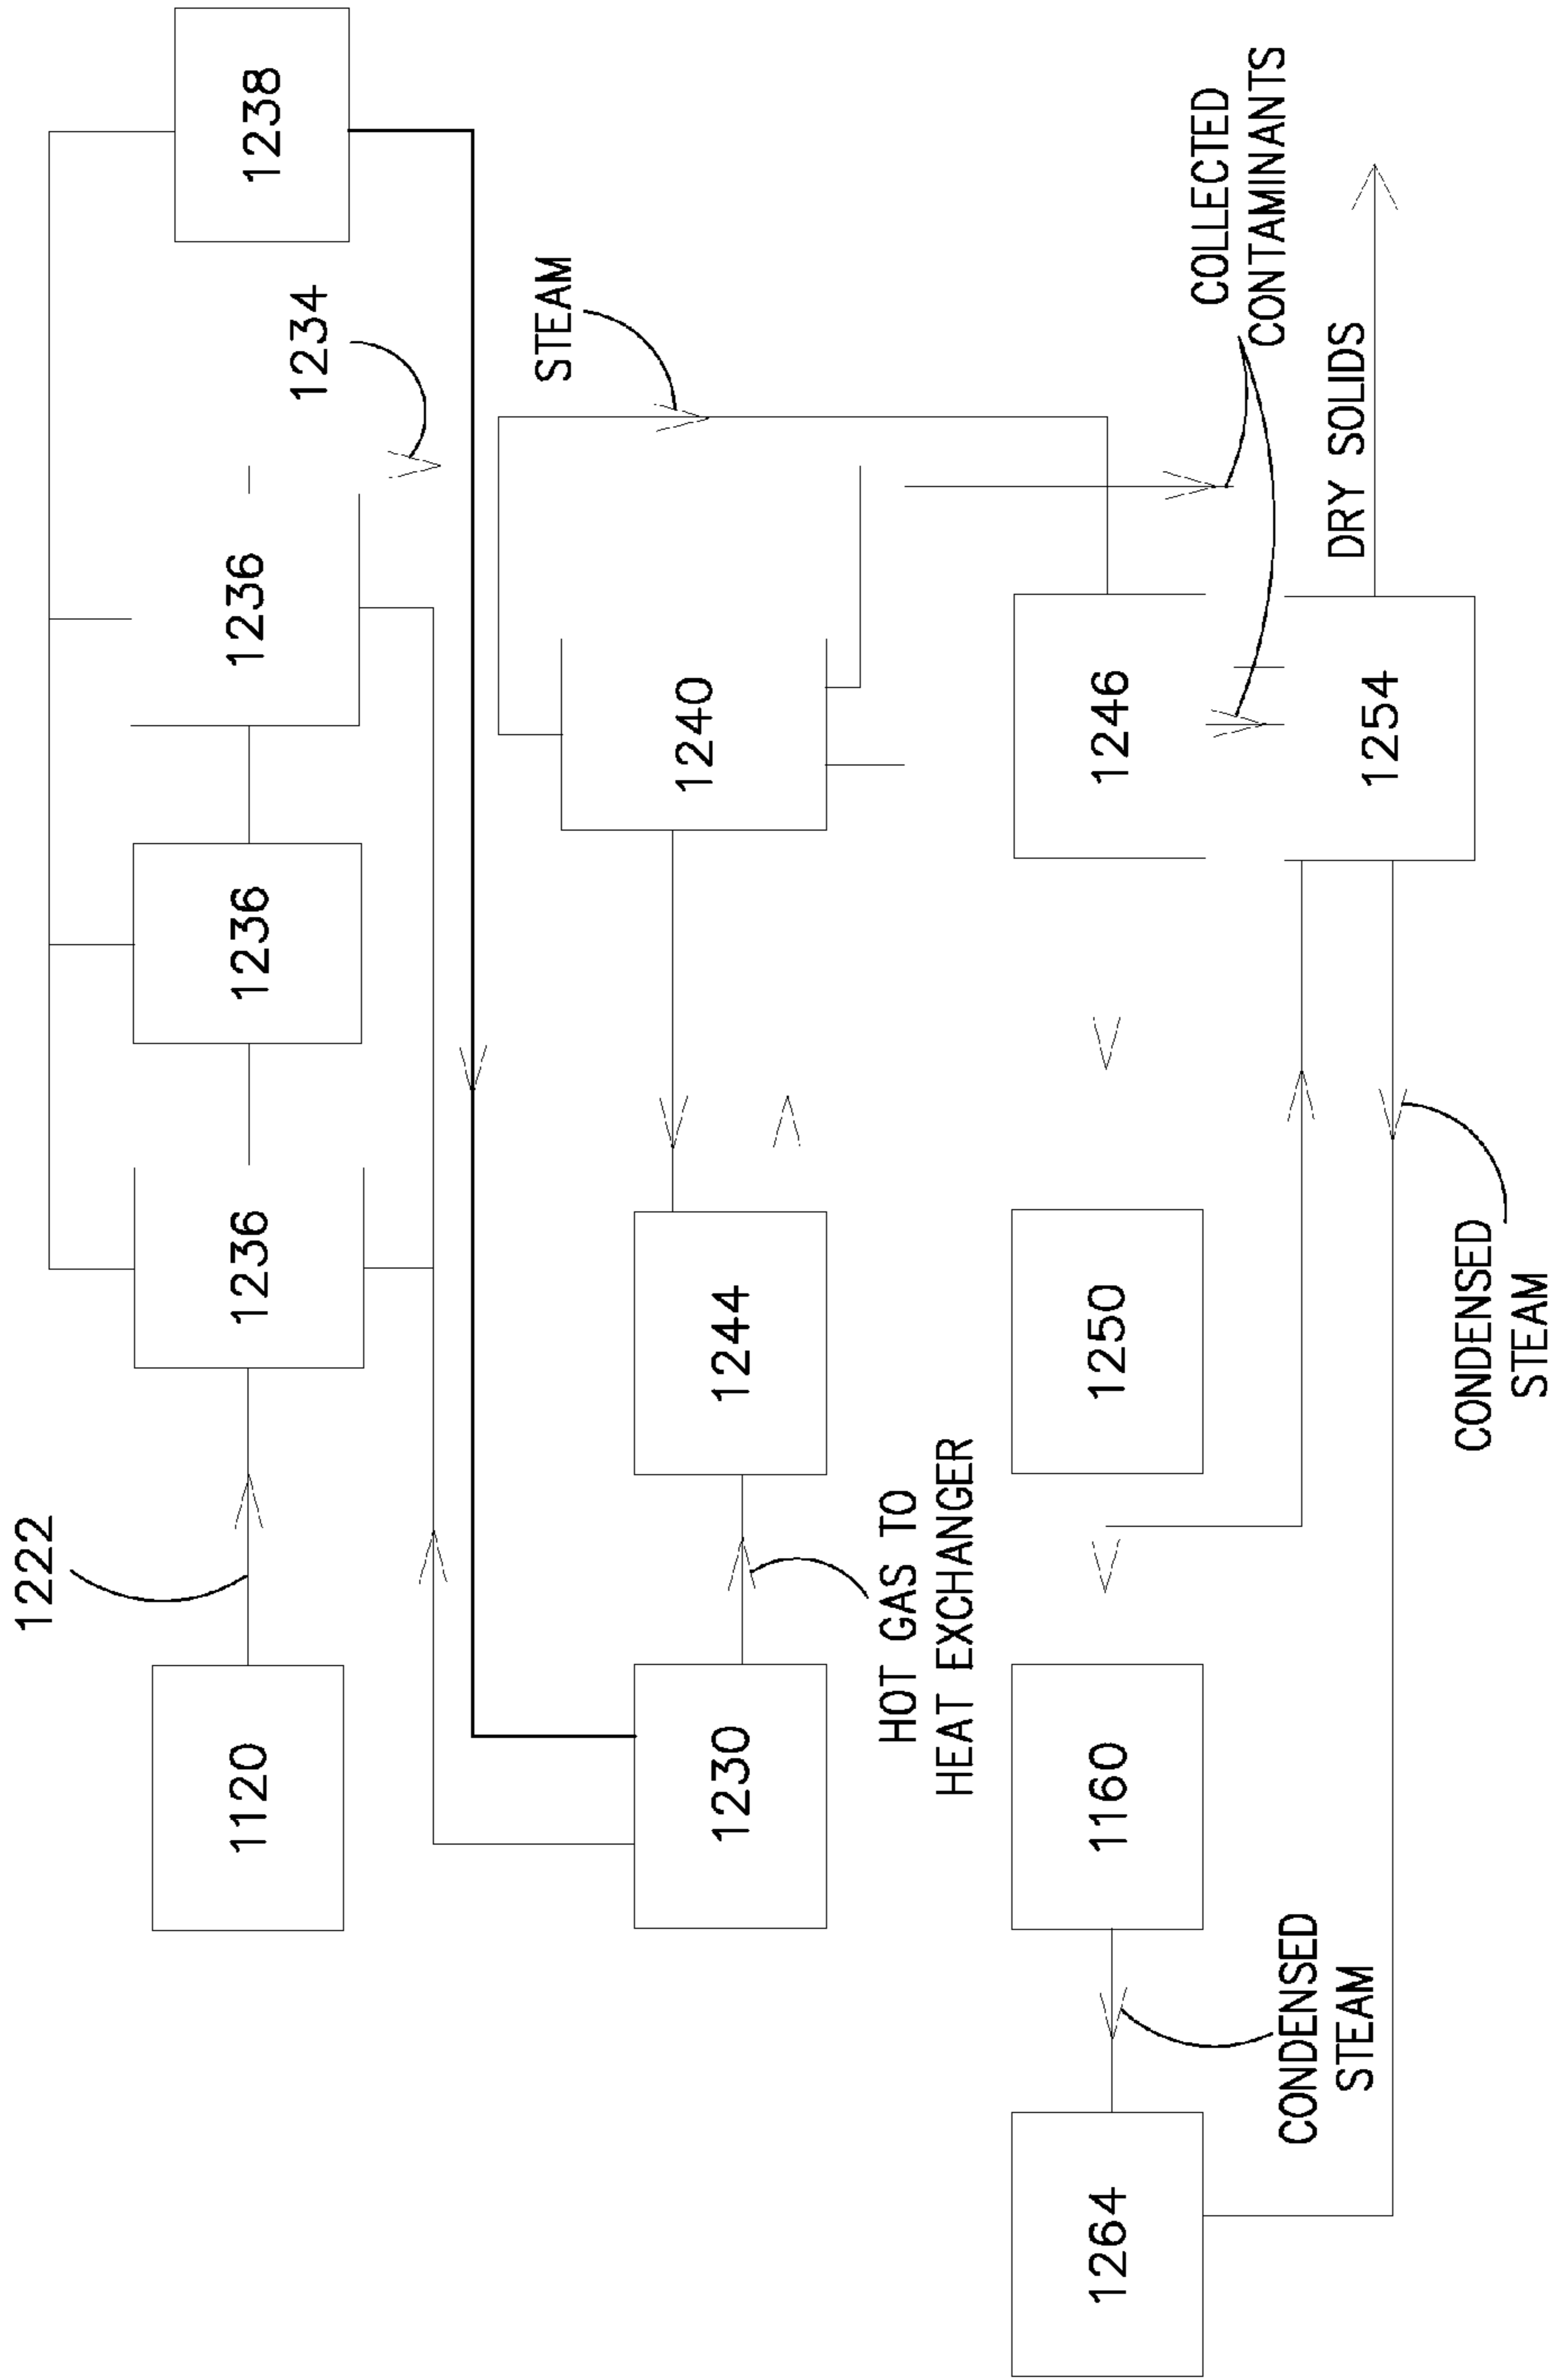 1222
1120
1236
1236
1236
1238
1234
STEAM
1230
1244
1240
HOT GAS TO
HEAT EXCHANGER
1264
1160
1250
1246
COLLECTED
CONTAMINANTS
CONDENSED
STEAM
1254
DRY SOLIDS
CONDENSED
STEAM